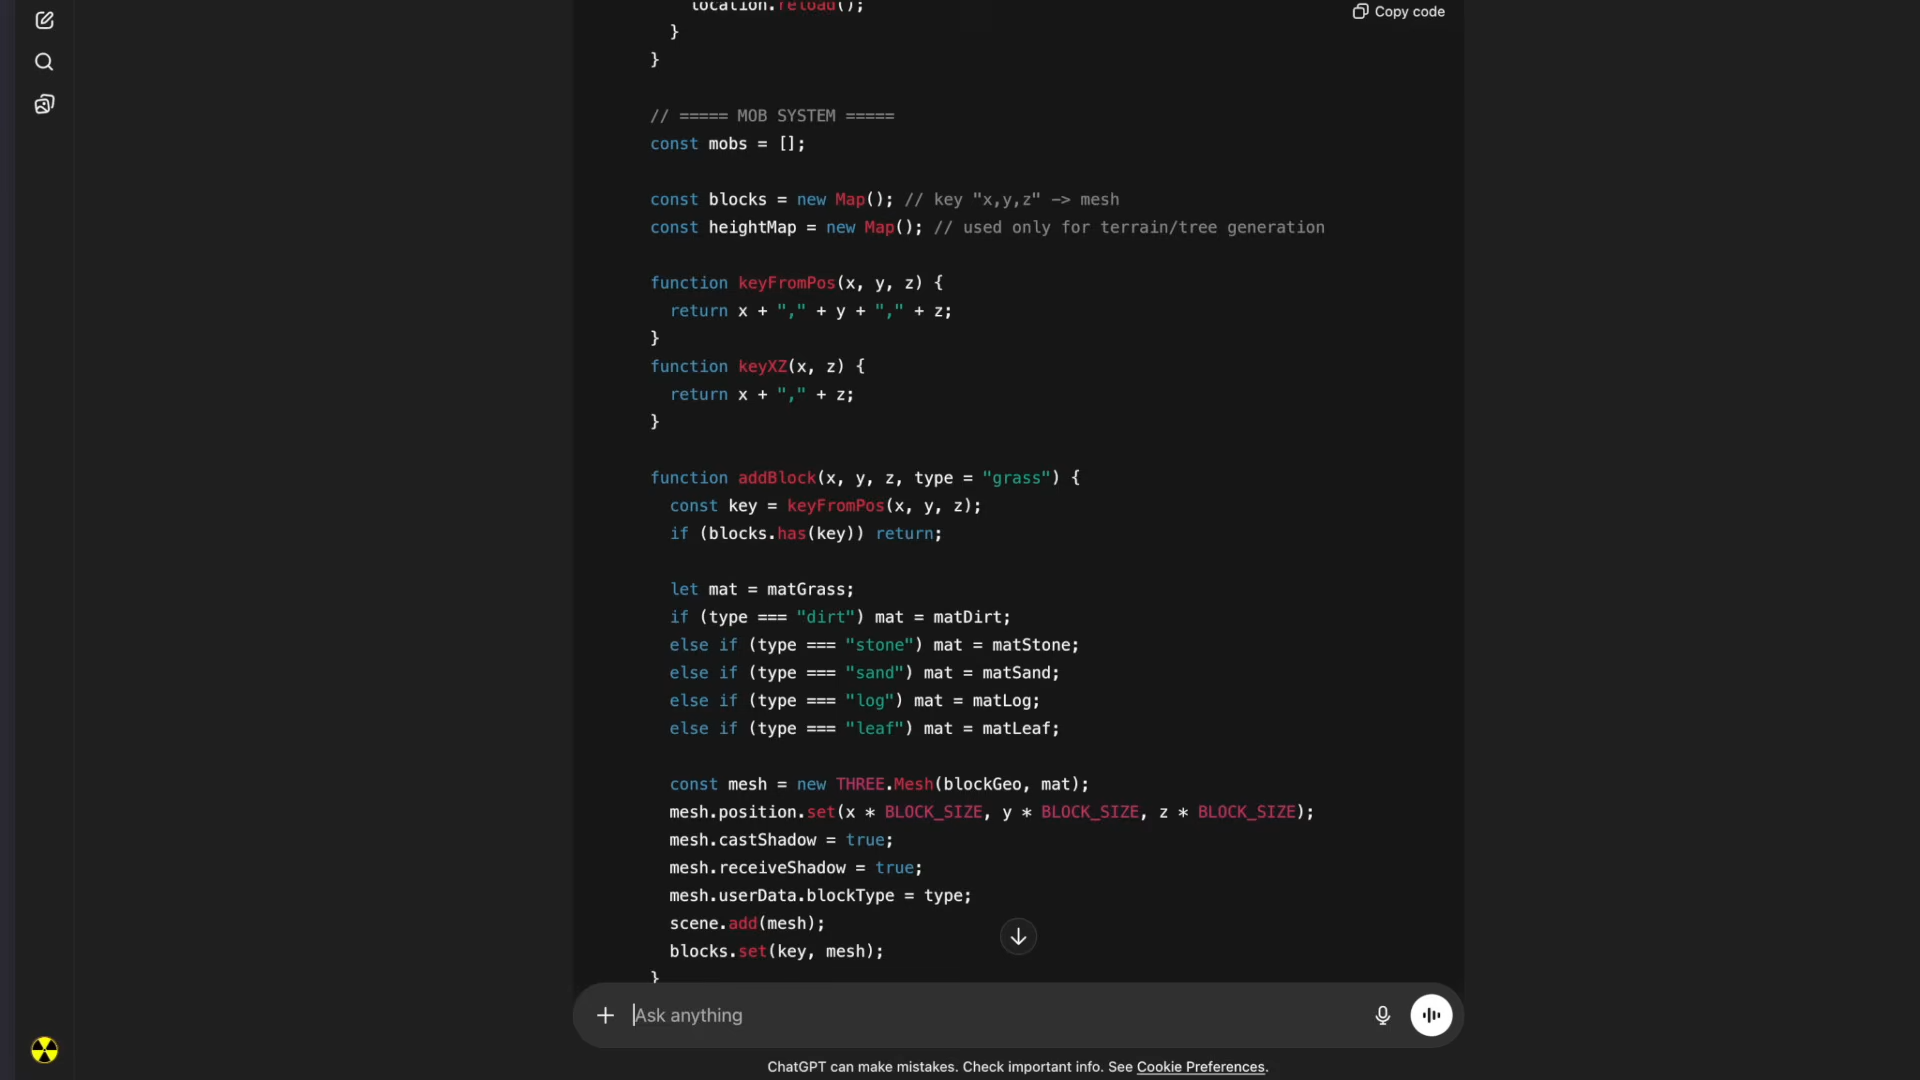 location.reload();
Copy code
}
}
// ===== MOB SYSTEM =====
const mobs = [];
const blocks = new Map(); // key "x,y,z" -> mesh
const heightMap = new Map(); // used only for terrain/tree generation
function keyFromPos(x, y, z) {
return x + "," + y + "," + z;
}
function keyXZ(x, z) {
return x + "," + z;
}
function addBlock(x, y, z, type = "grass") {
const key = keyFromPos(x, y, z);
if (blocks.has(key)) return;
let mat = matGrass;
if (type === "dirt") mat = matDirt;
else if (type === "stone") mat = matStone;
else if (type === "sand") mat = matSand;
else if (type === "log") mat = matLog;
else if (type === "leaf") mat = matLeaf;
const mesh = new THREE.Mesh(blockGeo, mat);
mesh.position.set(x * BLOCK_SIZE, y * BLOCK_SIZE, z * BLOCK_SIZE);
mesh.castShadow = true;
mesh.receiveShadow = true;
mesh.userData.blockType = type;
scene.add(mesh);
blocks.set(key, mesh);
}
Ask anything
ChatGPT can make mistakes. Check important info. See Cookie Preferences.